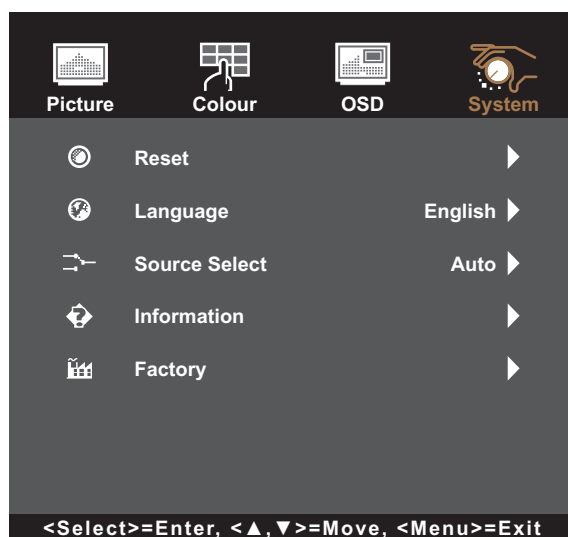 Picture Colour OSD System
Reset
Language English
Source Select Auto
Information
Factory
<Select>=Enter, <▲,▼>=Move, <Menu>=Exit